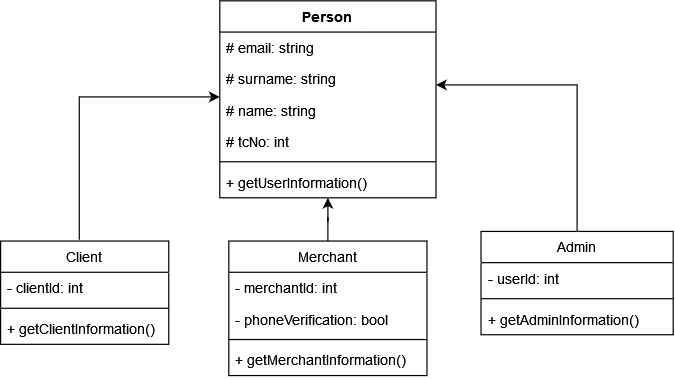 Person
# email: string
# surname: string
# name: string
# tcNo: int
+ getUserInformation()
Client
- clientId: int
+ getClientInformation()
Merchant
- merchantId: int
- phoneVerification: bool
+ getMerchantInformation()
Admin
- userId: int
+ getAdminInformation()